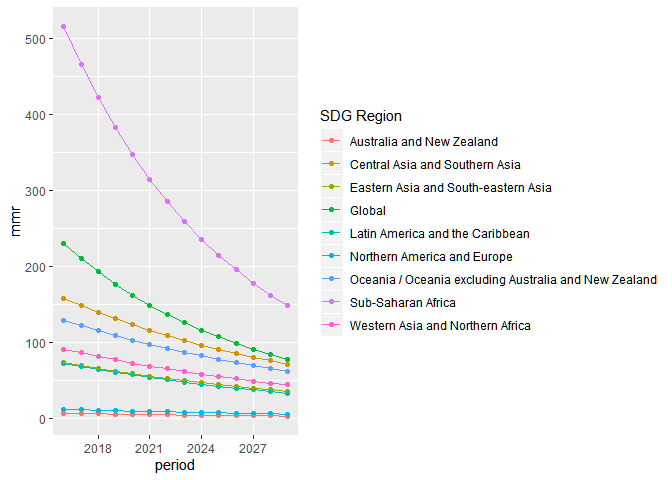 500
400
300
200
100
0
mmr
2018 2021 2024 2027
period
SDG Region
Australia and New Zealand
Central Asia and Southern Asia
Eastern Asia and South-eastern Asia
Global
Latin America and the Caribbean
Northern America and Europe
Oceania / Oceania excluding Australia and New Zealand
Sub-Saharan Africa
Western Asia and Northern Africa